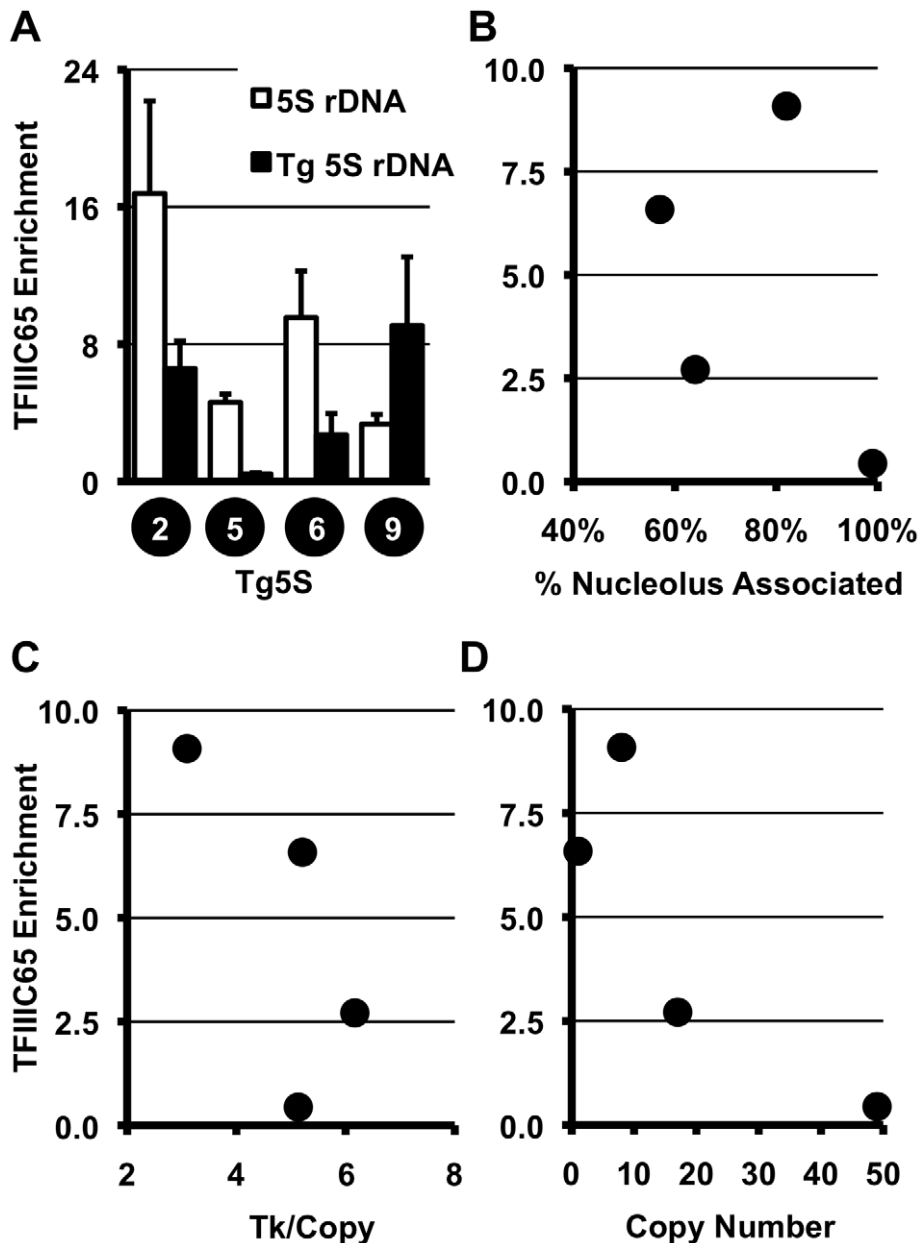 A
TFIIIC65 Enrichment
24
16
8
0
5S rDNA
Tg 5S rDNA
2 5 6 9
Tg5S
B
10.0
7.5
5.0
2.5
0.0
40% 60% 80% 100%
% Nucleolus Associated
C
TFIIIC65 Enrichment
10.0
7.5
5.0
2.5
0.0
2 4 6 8
Tk/Copy
D
10.0
7.5
5.0
2.5
0.0
0 10 20 30 40 50
Copy Number